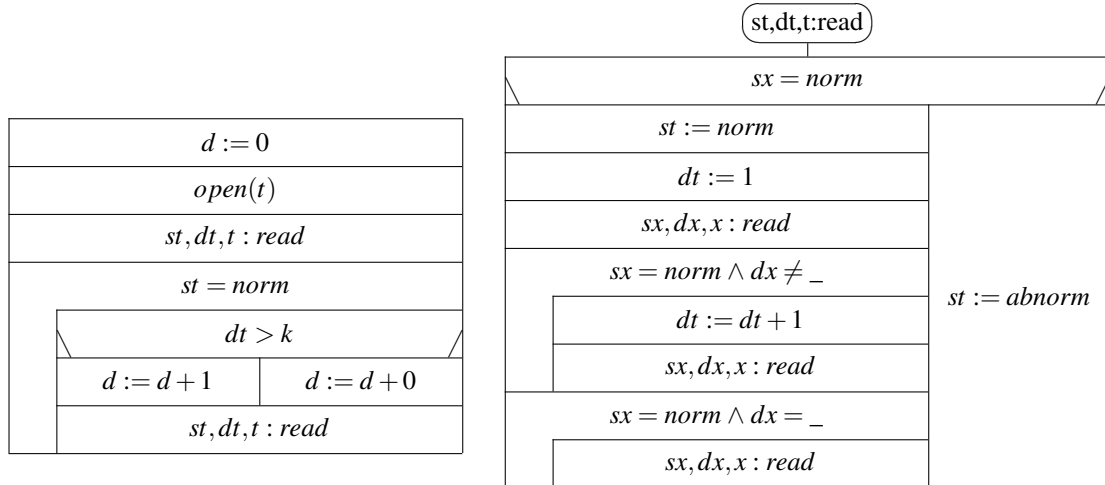 d := 0
open(t)
st,dt,t : read
st = norm
dt > k
d := d + 1
d := d + 0
st,dt,t : read
st,dt,t:read
sx = norm
st := norm
dt := 1
sx,dx,x : read
sx = norm ∧ dx ≠ _
dt := dt + 1
sx,dx,x : read
sx = norm ∧ dx = _
sx,dx,x : read
st := abnorm